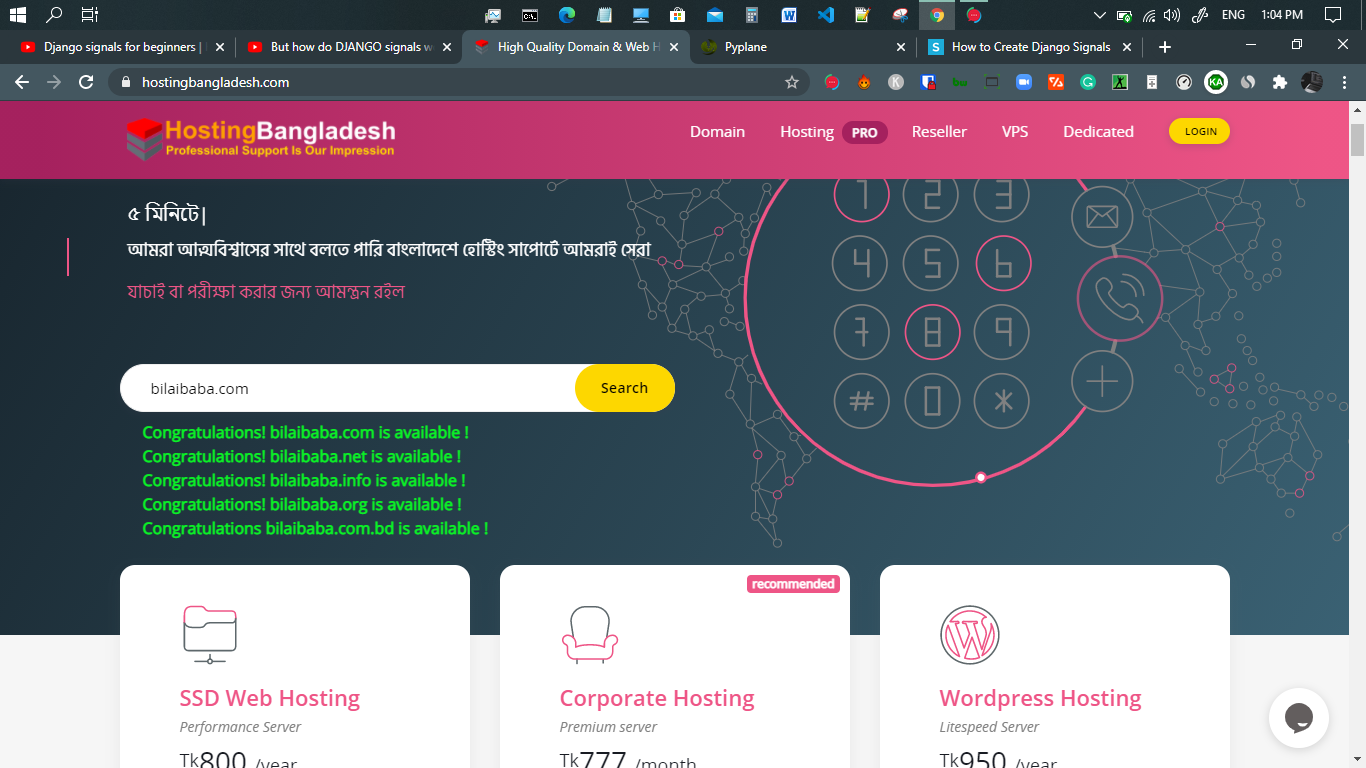 ENG 1:04 PM
Django signals for beginners |
But how do DJANGO signals w
High Quality Domain & Web H
Pyplane
How to Create Django Signals
hostingbangladesh.com
HostingBangladesh
Professional Support Is Our Impression
Domain Hosting PRO Reseller VPS Dedicated LOGIN
৫ মিনিটে|
আমরা আত্মবিশ্বাসের সাথে বলতে পারি বাংলাদেশে হোস্টিং সাপোর্টে আমরাই সেরা
যাচাই বা পরীক্ষা করার জন্য আমন্ত্রন রইল
1 2 3
4 5 6
7 8 9
# 0 *
bilaibaba.com Search
Congratulations! bilaibaba.com is available !
Congratulations! bilaibaba.net is available !
Congratulations! bilaibaba.info is available !
Congratulations! bilaibaba.org is available !
Congratulations bilaibaba.com.bd is available !
SSD Web Hosting
Performance Server
Tk800 /year
recommended
Corporate Hosting
Premium server
Tk777 /month
Wordpress Hosting
Litespeed Server
Tk950 /year